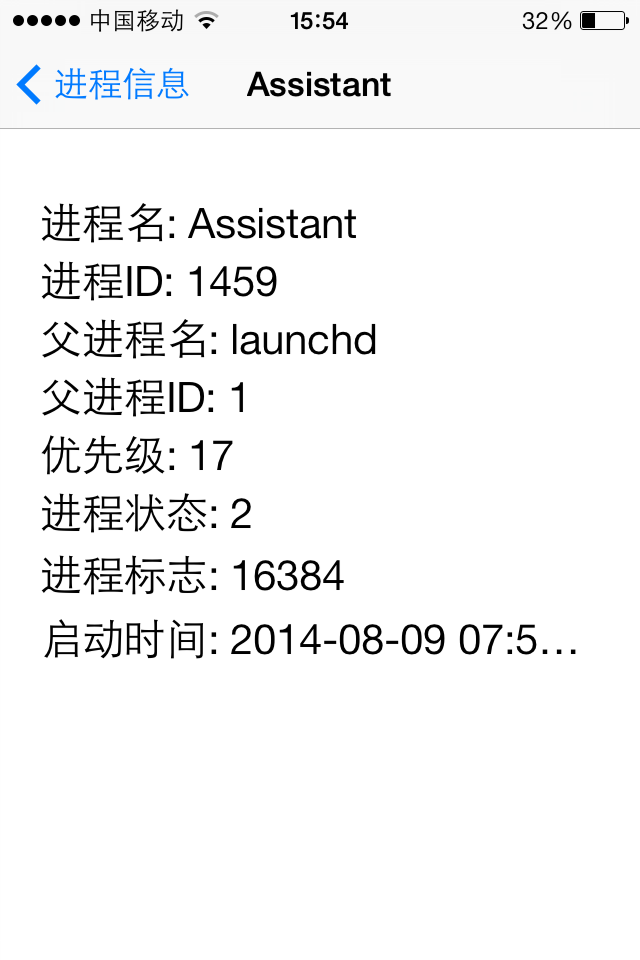 中国移动 15:54 32%
进程信息 Assistant
进程名: Assistant
进程ID: 1459
父进程名: launchd
父进程ID: 1
优先级: 17
进程状态: 2
进程标志: 16384
启动时间: 2014-08-09 07:5…